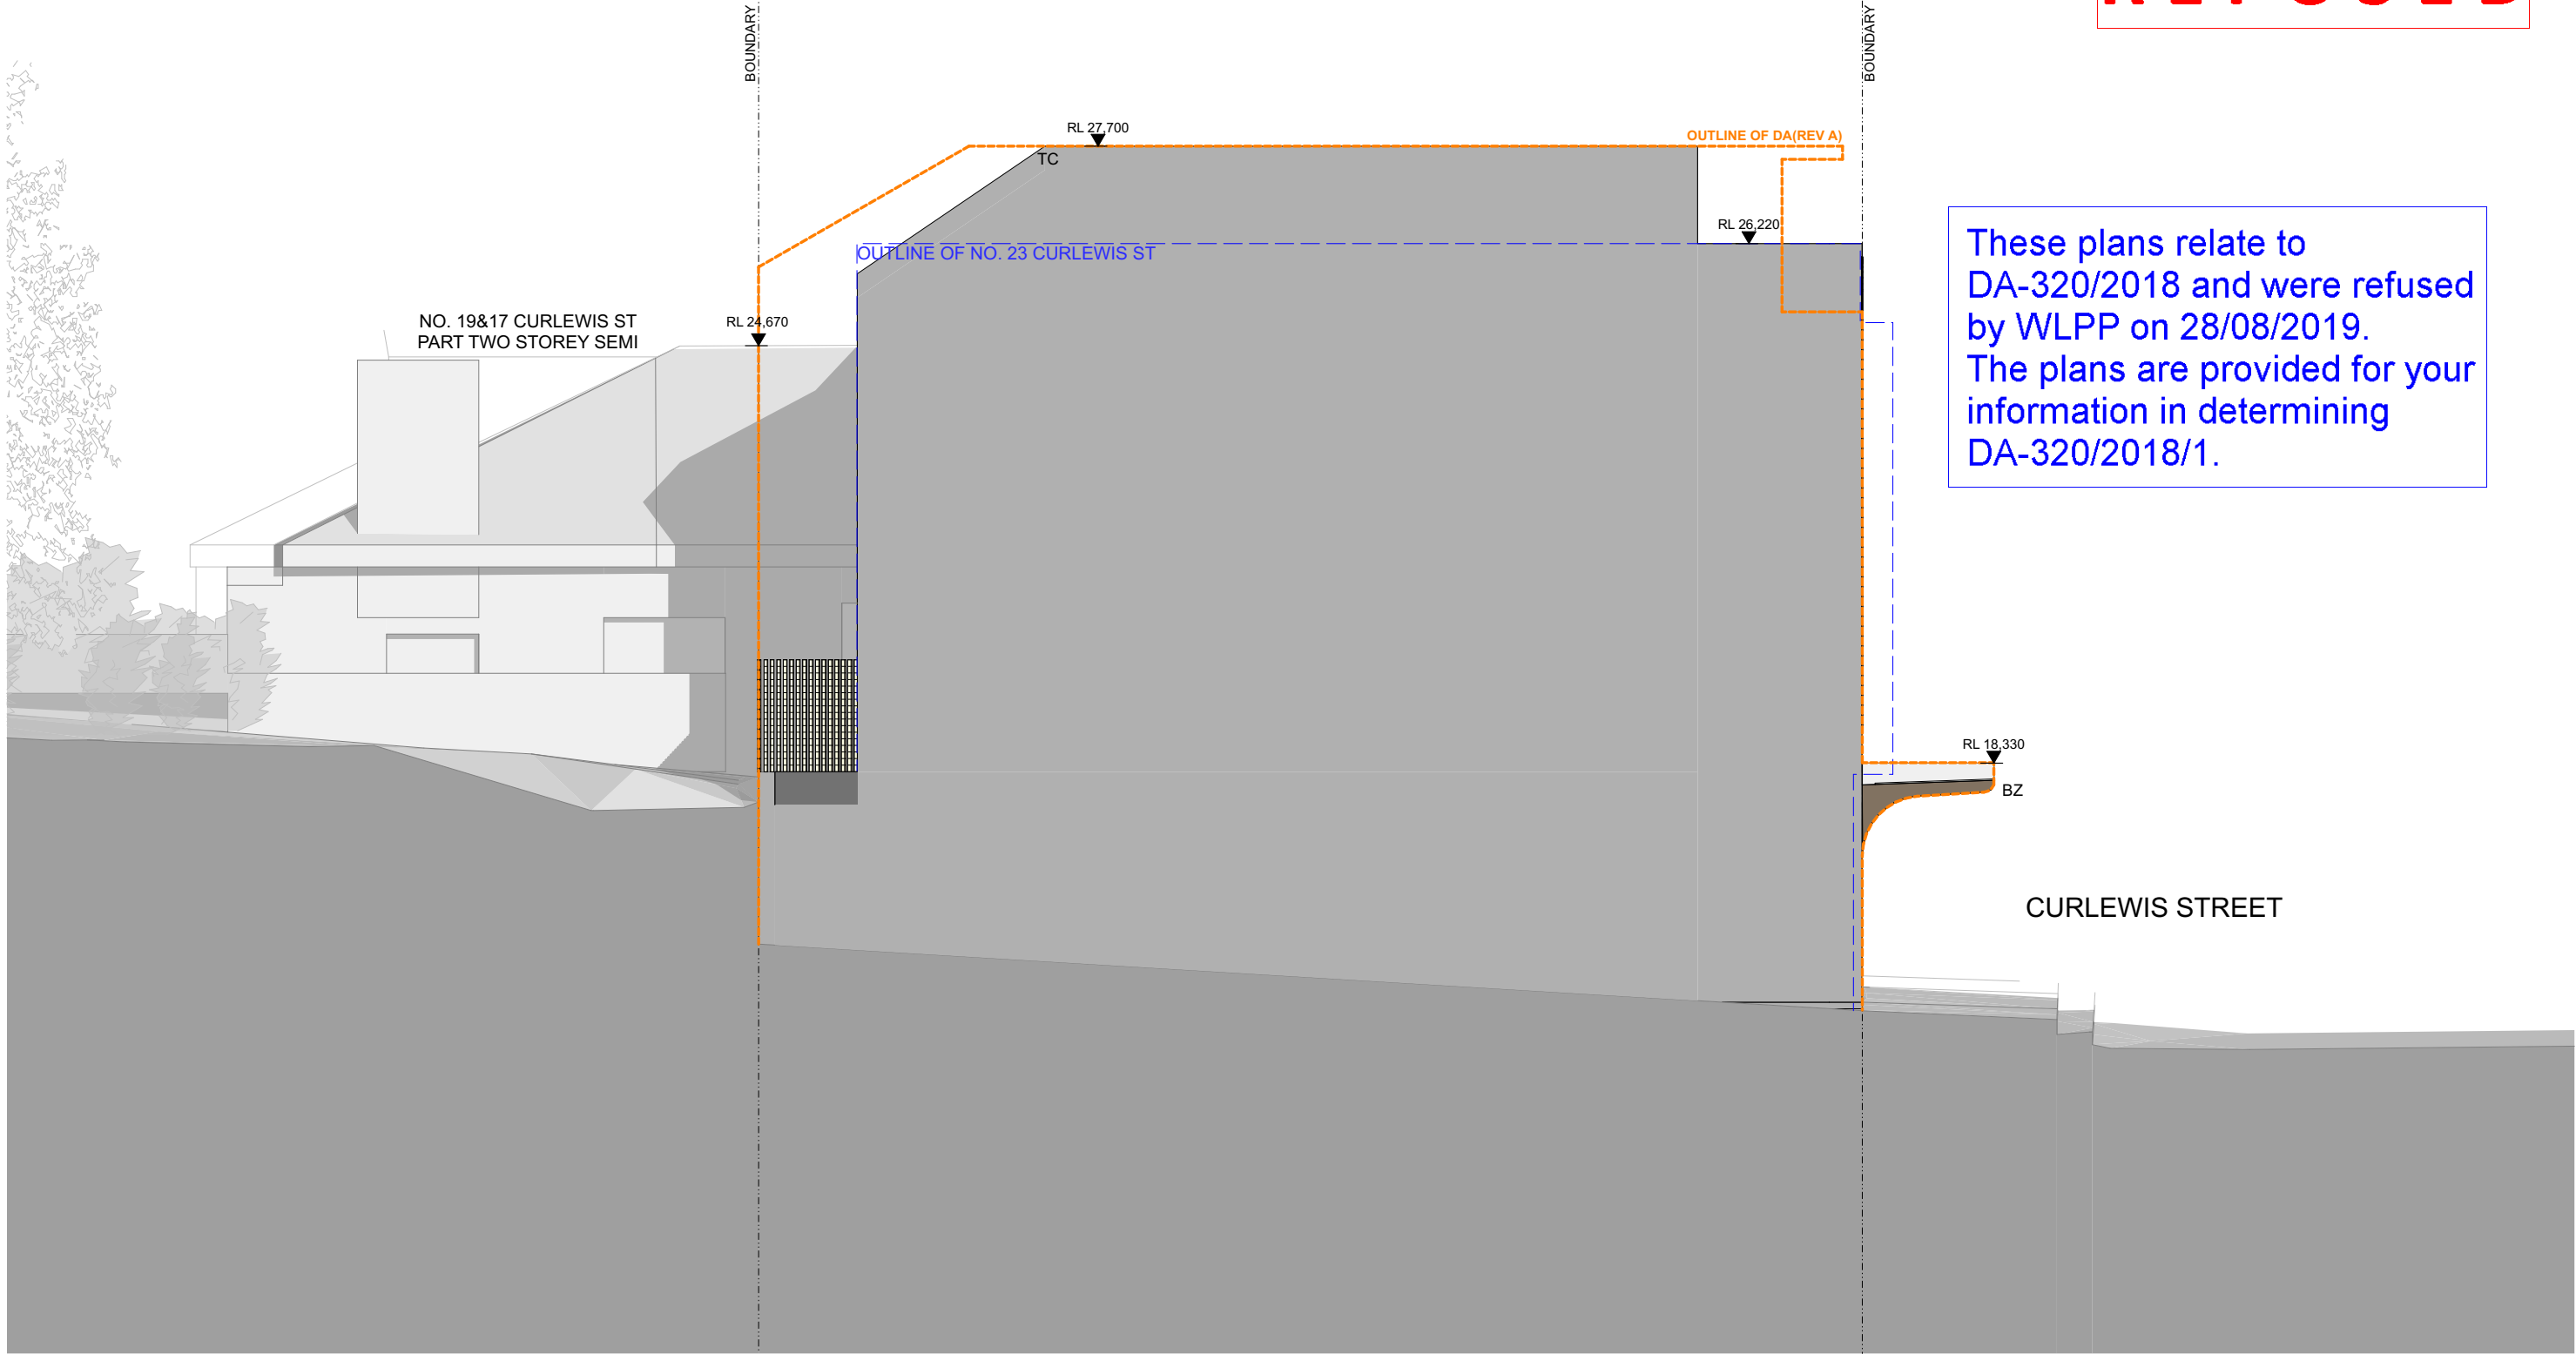 BOUNDARY
BOUNDARY
RL 27,700
TC
OUTLINE OF DA(REV A)
RL 26,220
OUTLINE OF NO. 23 CURLEWIS ST
NO. 19&17 CURLEWIS ST
PART TWO STOREY SEMI
RL 24,670
These plans relate to
DA-320/2018 and were refused
by WLPP on 28/08/2019.
The plans are provided for your
information in determining
DA-320/2018/1.
RL 18,330
BZ
CURLEWIS STREET